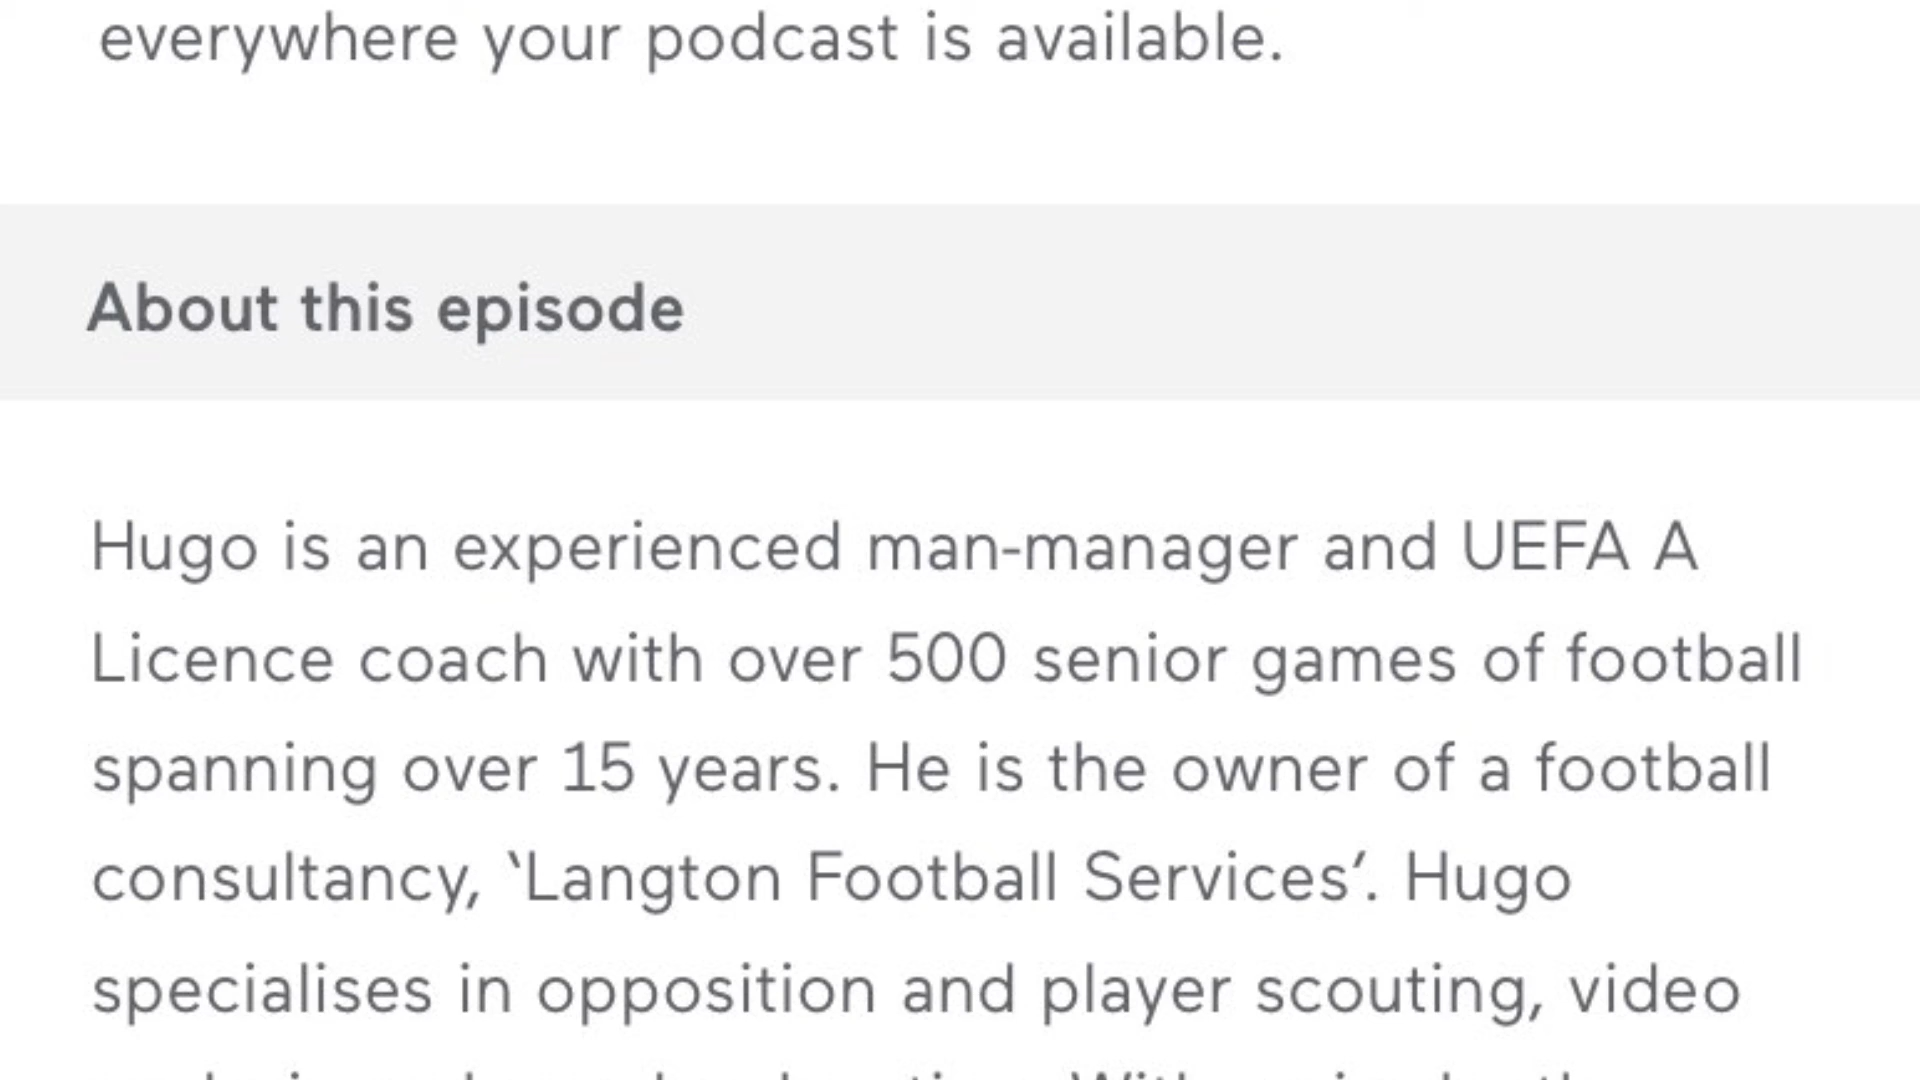 everywhere your podcast is available.
About this episode
Hugo is an experienced man-manager and UEFA A
Licence coach with over 500 senior games of football
spanning over 15 years. He is the owner of a football
consultancy, ‘Langton Football Services’. Hugo
specialises in opposition and player scouting, video